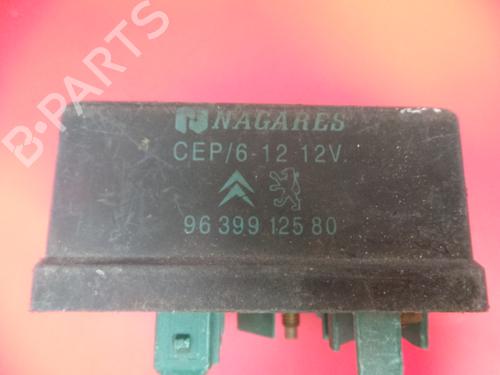 B-PARTS
NAGARES
CEP/6-12 12V.
96 399 125 80